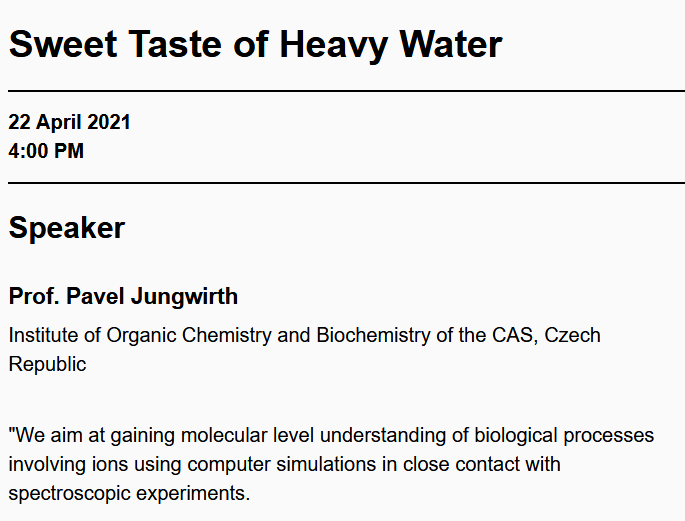 Sweet Taste of Heavy Water
22 April 2021
4:00 PM
Speaker
Prof. Pavel Jungwirth
Institute of Organic Chemistry and Biochemistry of the CAS, Czech
Republic
"We aim at gaining molecular level understanding of biological processes
involving ions using computer simulations in close contact with
spectroscopic experiments.